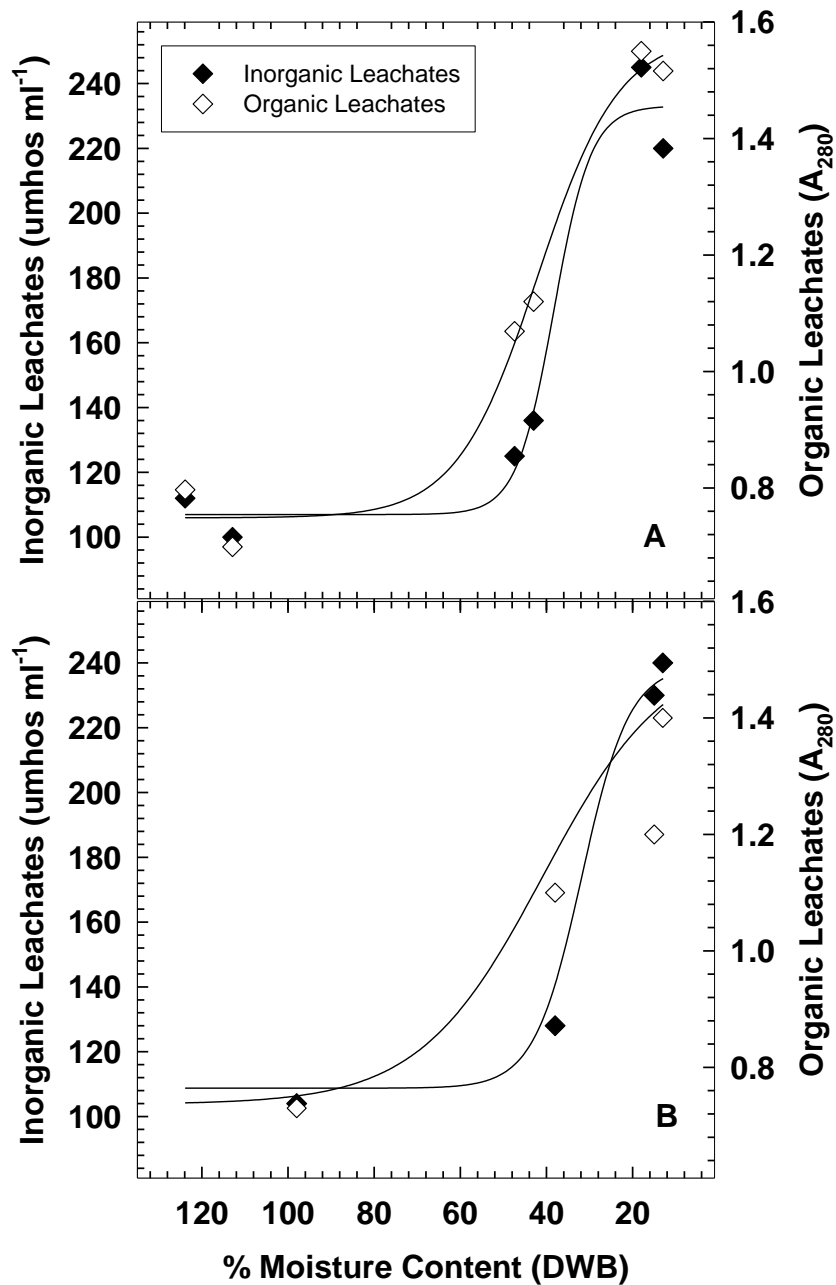 Inorganic Leachates
Organic Leachates
Inorganic Leachates (umhos ml-1)
240
220
200
180
160
140
120
100
1.6
1.4
1.2
1.0
0.8
Organic Leachates (A280)
A
Inorganic Leachates (umhos ml-1)
240
220
200
180
160
140
120
100
1.6
1.4
1.2
1.0
0.8
Organic Leachates (A280)
B
120 100 80 60 40 20
% Moisture Content (DWB)